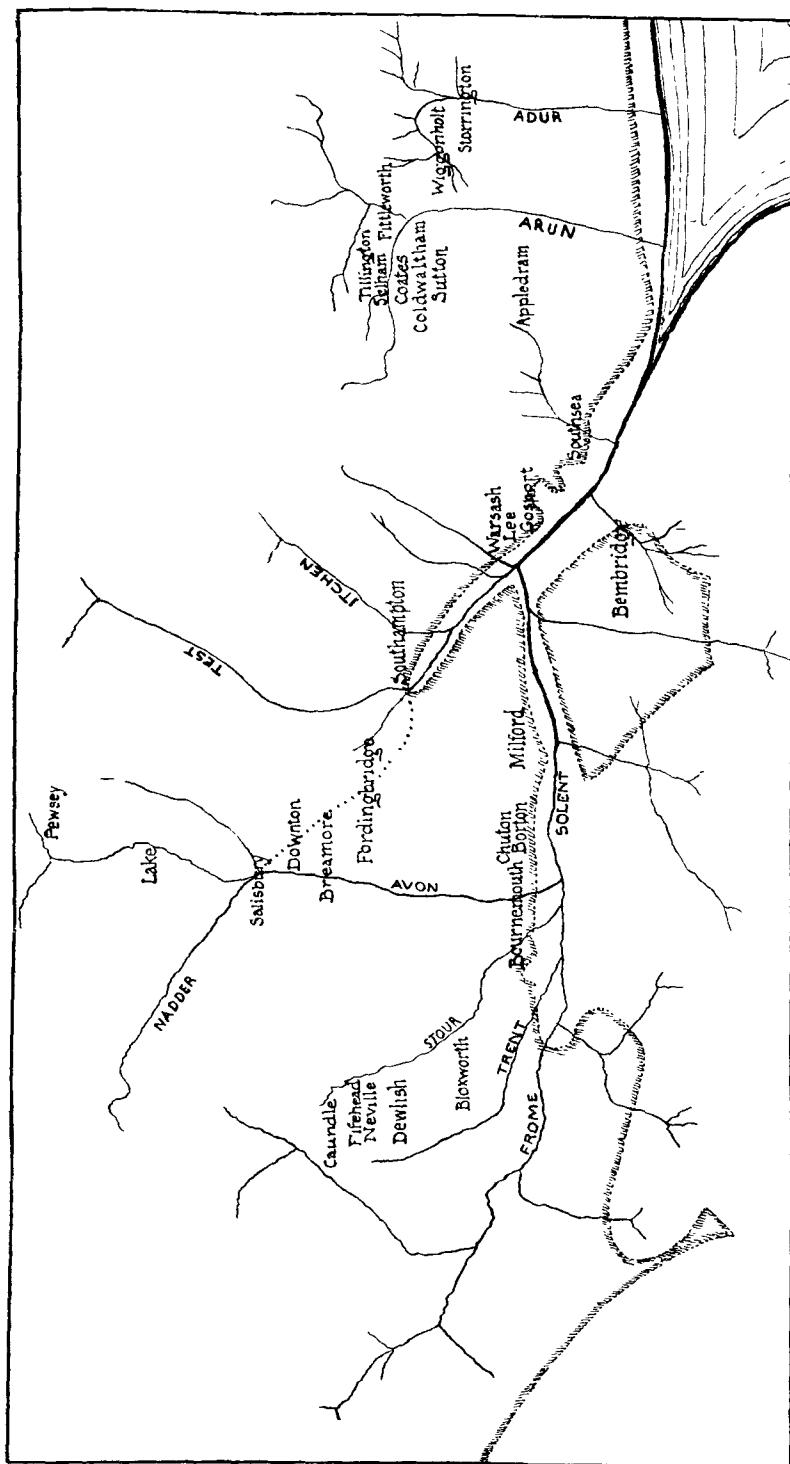 Pewsey
Lake
NADDER
TEST
Salisbury
Downton
Breamore
Caundle
Fifehead
Neville
ITCHEN
Fordingbridge
Tillington
Selham
Fittleworth
Dewlish
Southampton
AVON
Coates
Coldwaltham
Sutton
Wiggonholt
STOUR
Bloxworth
Storrington
Warsash
Chuton
TRENT
Lee
Bournemouth
Borton
Milford
Appledram
ADUR
FROME
Gosport
ARUN
SOLENT
Southsea
Bembridge